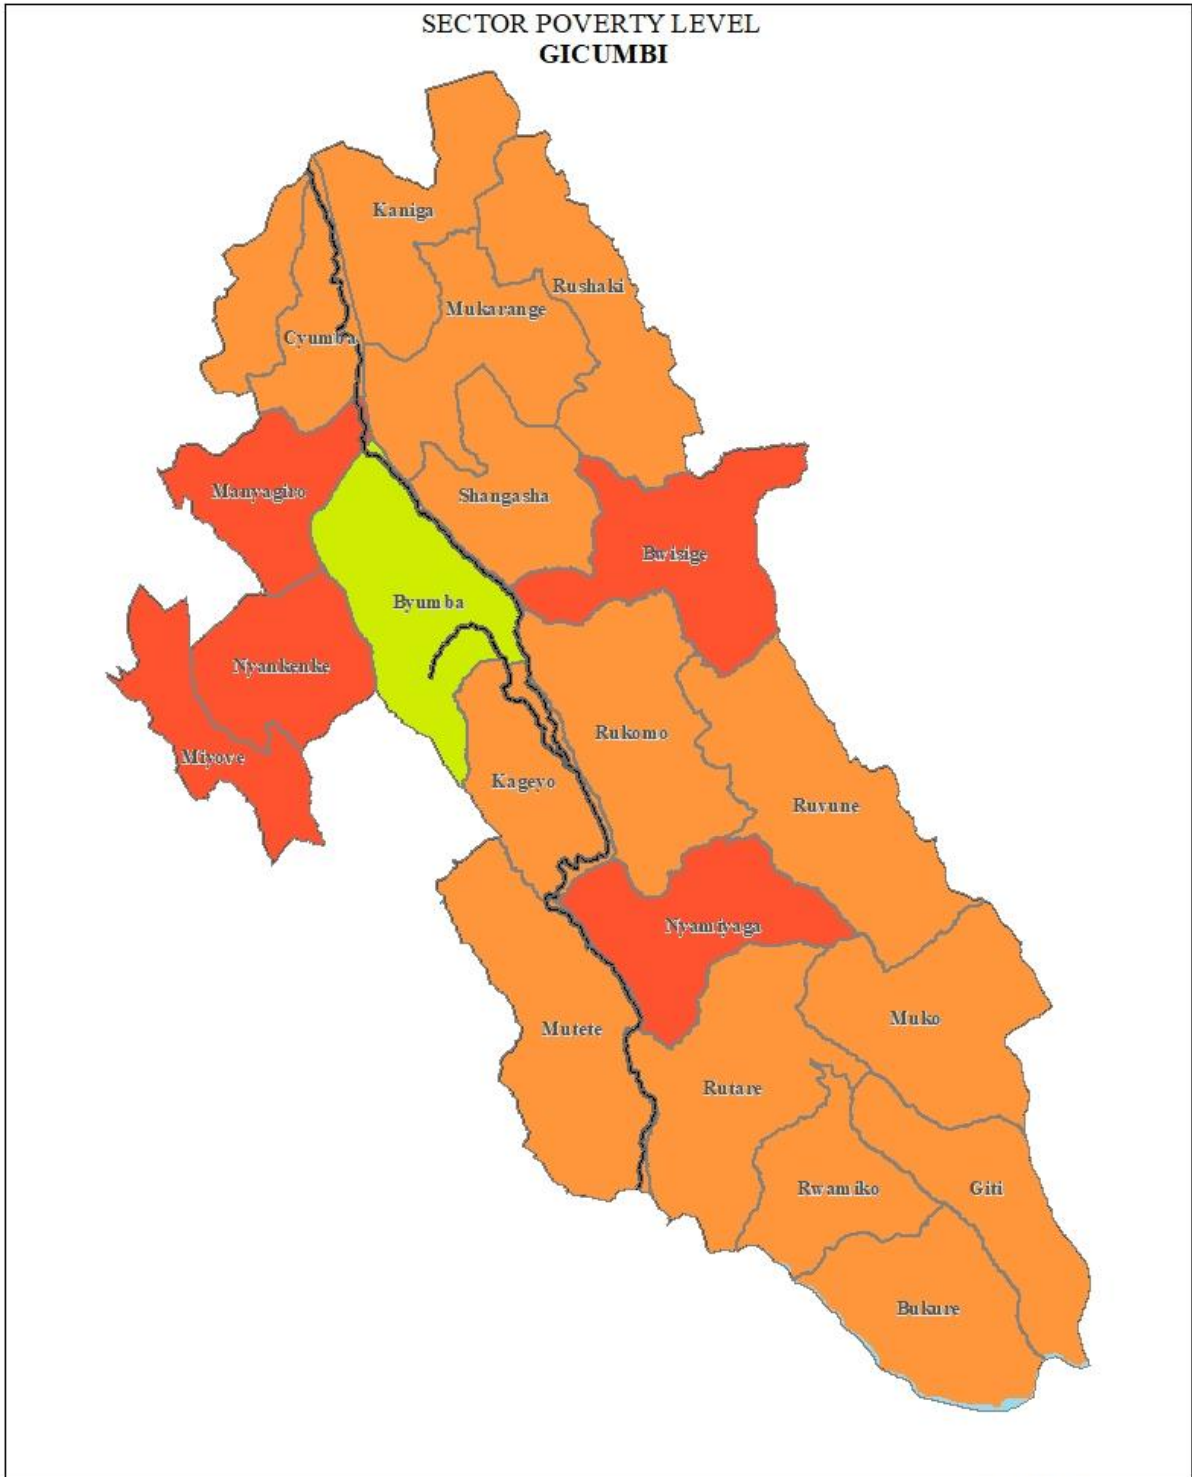 SECTOR POVERTY LEVEL
GICUMBI
Kaniga
Rushaki
Mukarange
Cyumba
Manyagiro
Shangasha
Bwisige
Byumba
Nyankenke
Rukomo
Miyove
Kageyo
Ruvune
Nyamiyaga
Muko
Mutete
Rutare
Rwamiko
Giti
Bukure